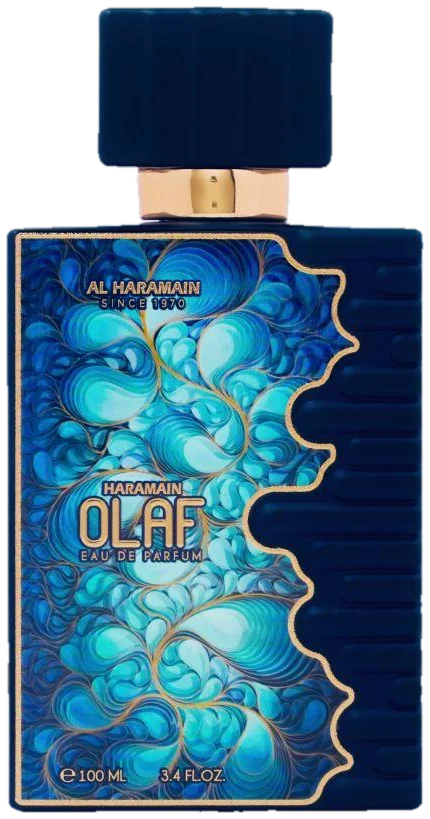 AL HARAMAIN
SINCE 1970
HARAMAIN
OLAF
EAU DE PARFUM
℮ 100 ML 3.4 FL.OZ.